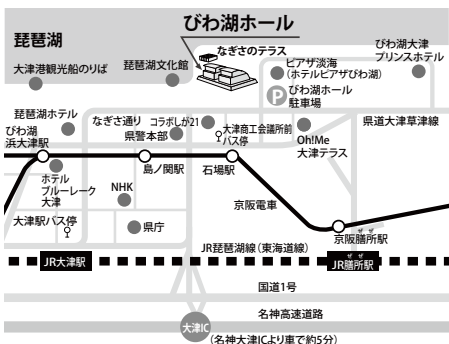 びわ湖ホール
琵琶湖
なぎさのテラス
大津港観光船のりば
琵琶湖文化館
ピアザ淡海
(ホテルピアザびわ湖)
びわ湖大津
プリンスホテル
P
びわ湖ホール
駐車場
琵琶湖ホテル
なぎさ通り
コラボしが21
県警本部
大津商工会議所前
バス停
Oh!Me
大津テラス
県道大津草津線
びわ湖
浜大津駅
島ノ関駅
石場駅
ホテル
ブルーレーク
大津
NHK
京阪電車
大津駅バス停
県庁
ぜ ぜ
京阪膳所駅
JR琵琶湖線(東海道線)
JR大津駅
ぜ ぜ
JR膳所駅
国道1号
名神高速道路
大津IC
(名神大津ICより車で約5分)